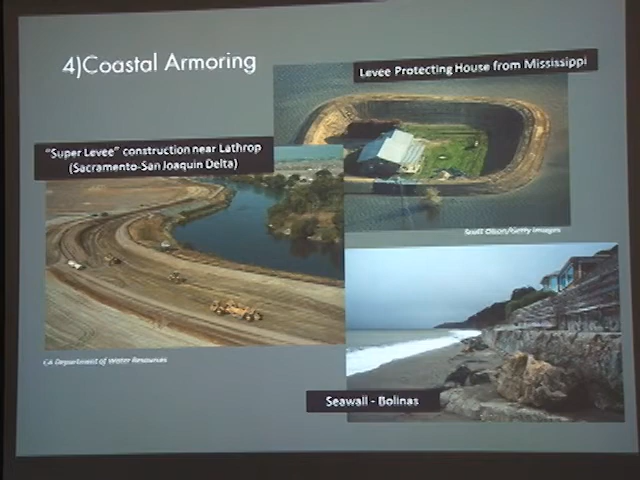 4)Coastal Armoring
Levee Protecting House from Mississippi
"Super Levee" construction near Lathrop
(Sacramento-San Joaquin Delta)
Scott Olson/Getty Images
CA Department of Water Resources
Seawall - Bolinas